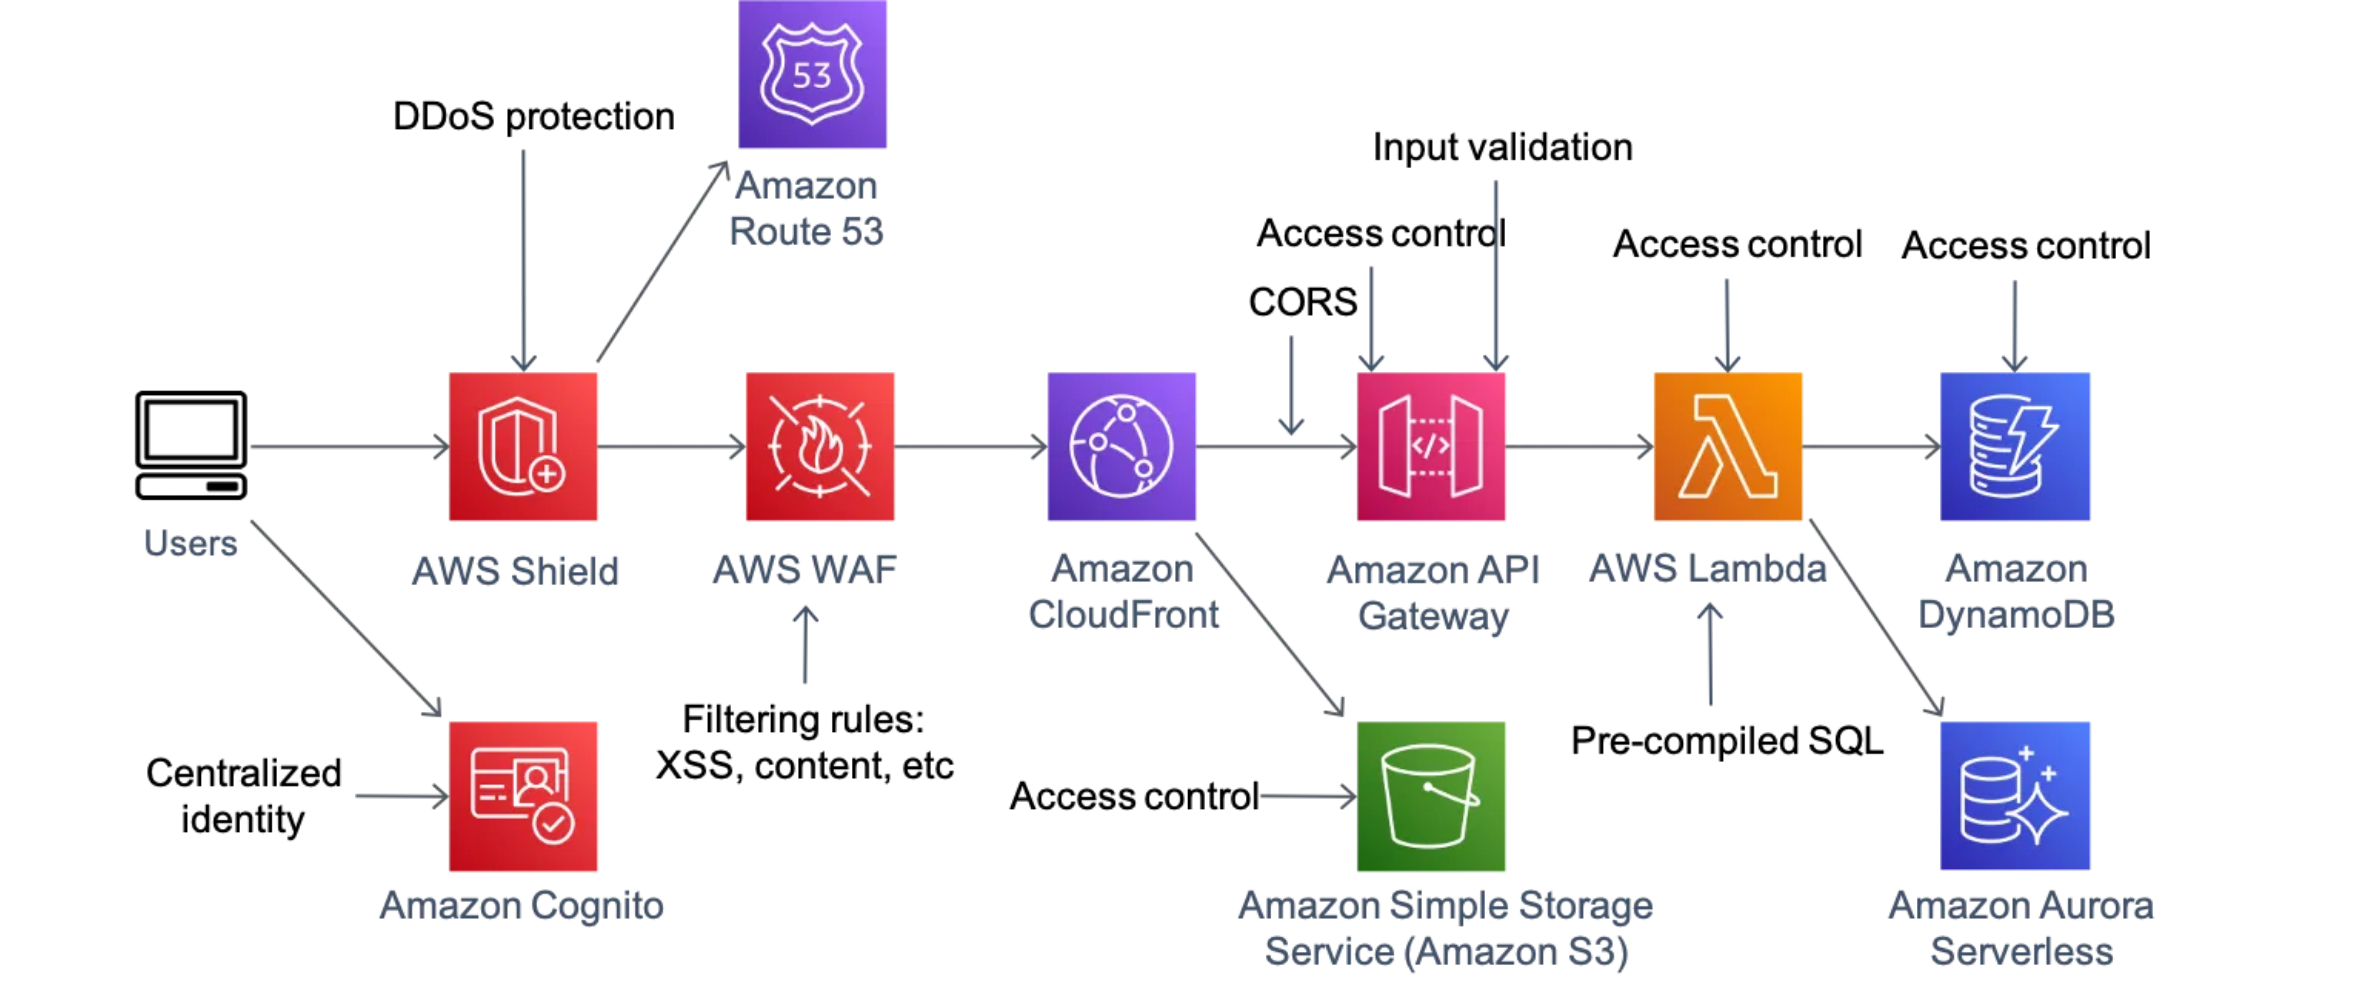 53
DDoS protection
Amazon
Route 53
Input validation
Access control
CORS
Access control
Access control
</>
Users
AWS Shield
AWS WAF
Amazon
CloudFront
Amazon API
Gateway
AWS Lambda
Amazon
DynamoDB
Centralized
identity
Filtering rules:
XSS, content, etc
Access control
Pre-compiled SQL
Amazon Cognito
Amazon Simple Storage
Service (Amazon S3)
Amazon Aurora
Serverless